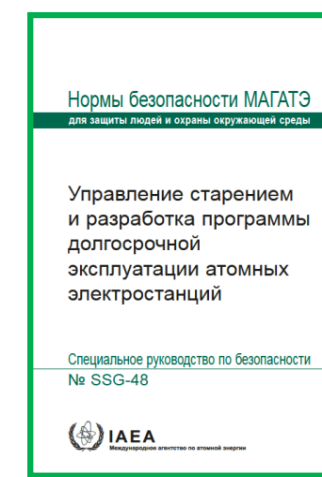 Нормы безопасности МАГАТЭ
для защиты людей и охраны окружающей среды
Управление старением
и разработка программы
долгосрочной
эксплуатации атомных
электростанций
Специальное руководство по безопасности
№ SSG-48
IAEA
Международное агентство по атомной энергии